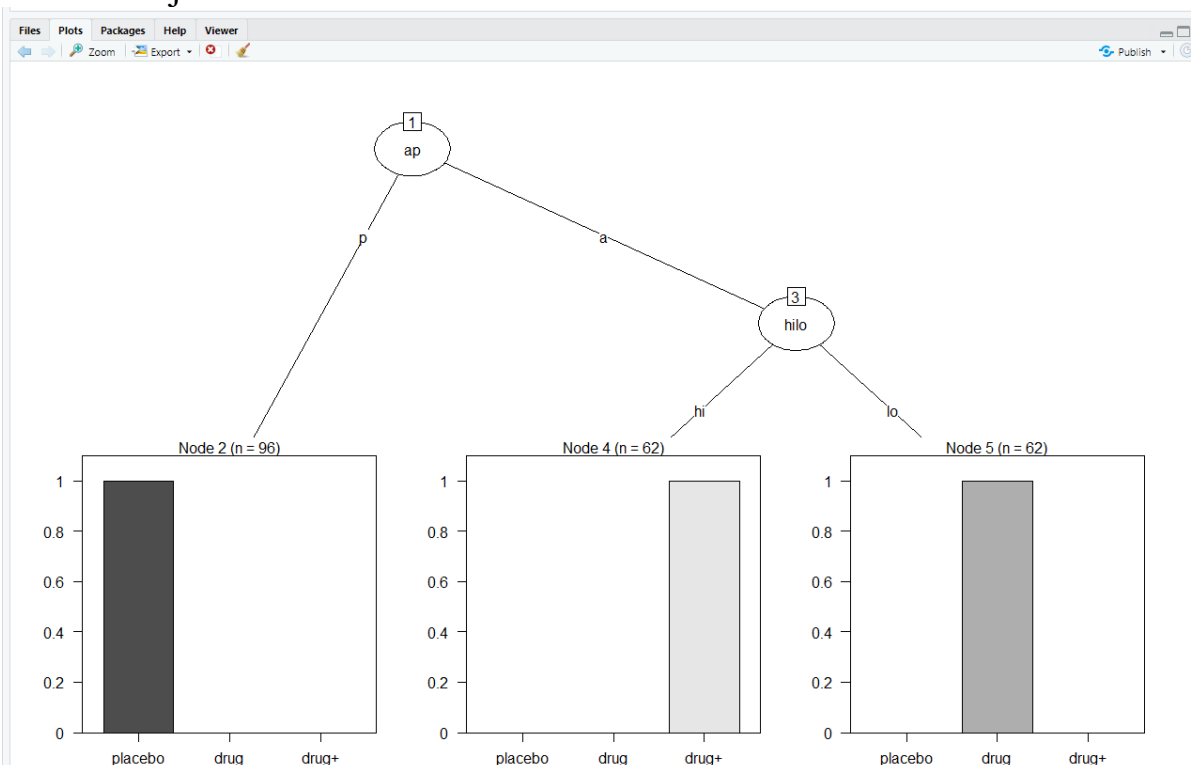 Files Plots Packages Help Viewer
Zoom Export Publish
1
ap
p a
3
hilo
hi lo
Node 2 (n = 96) Node 4 (n = 62) Node 5 (n = 62)
1 1 1
0.8 0.8 0.8
0.6 0.6 0.6
0.4 0.4 0.4
0.2 0.2 0.2
0 0 0
placebo drug drug+ placebo drug drug+ placebo drug drug+